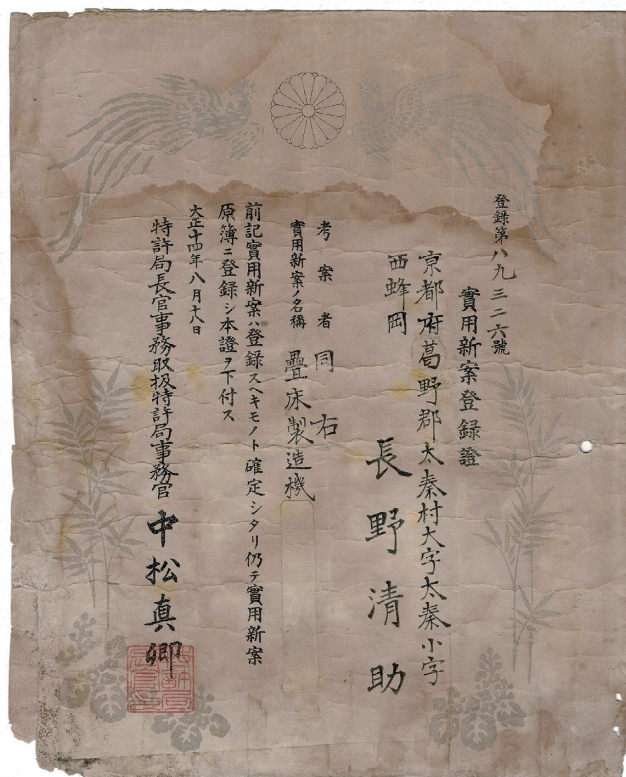 登錄第八九三二六號
實用新案登錄證
京都府葛野郡太秦村大字太秦小字
西蜂岡
長野清助
考案者同右
實用新案ノ名稱 疊床製造機
前記實用新案ハ登錄スヘキモノト確定シタリ仍テ實用新案
原簿ニ登錄シ本證ヲ下付ス
大正十四年八月十八日
特許局長官事務取扱特許局事務官 中松真卿